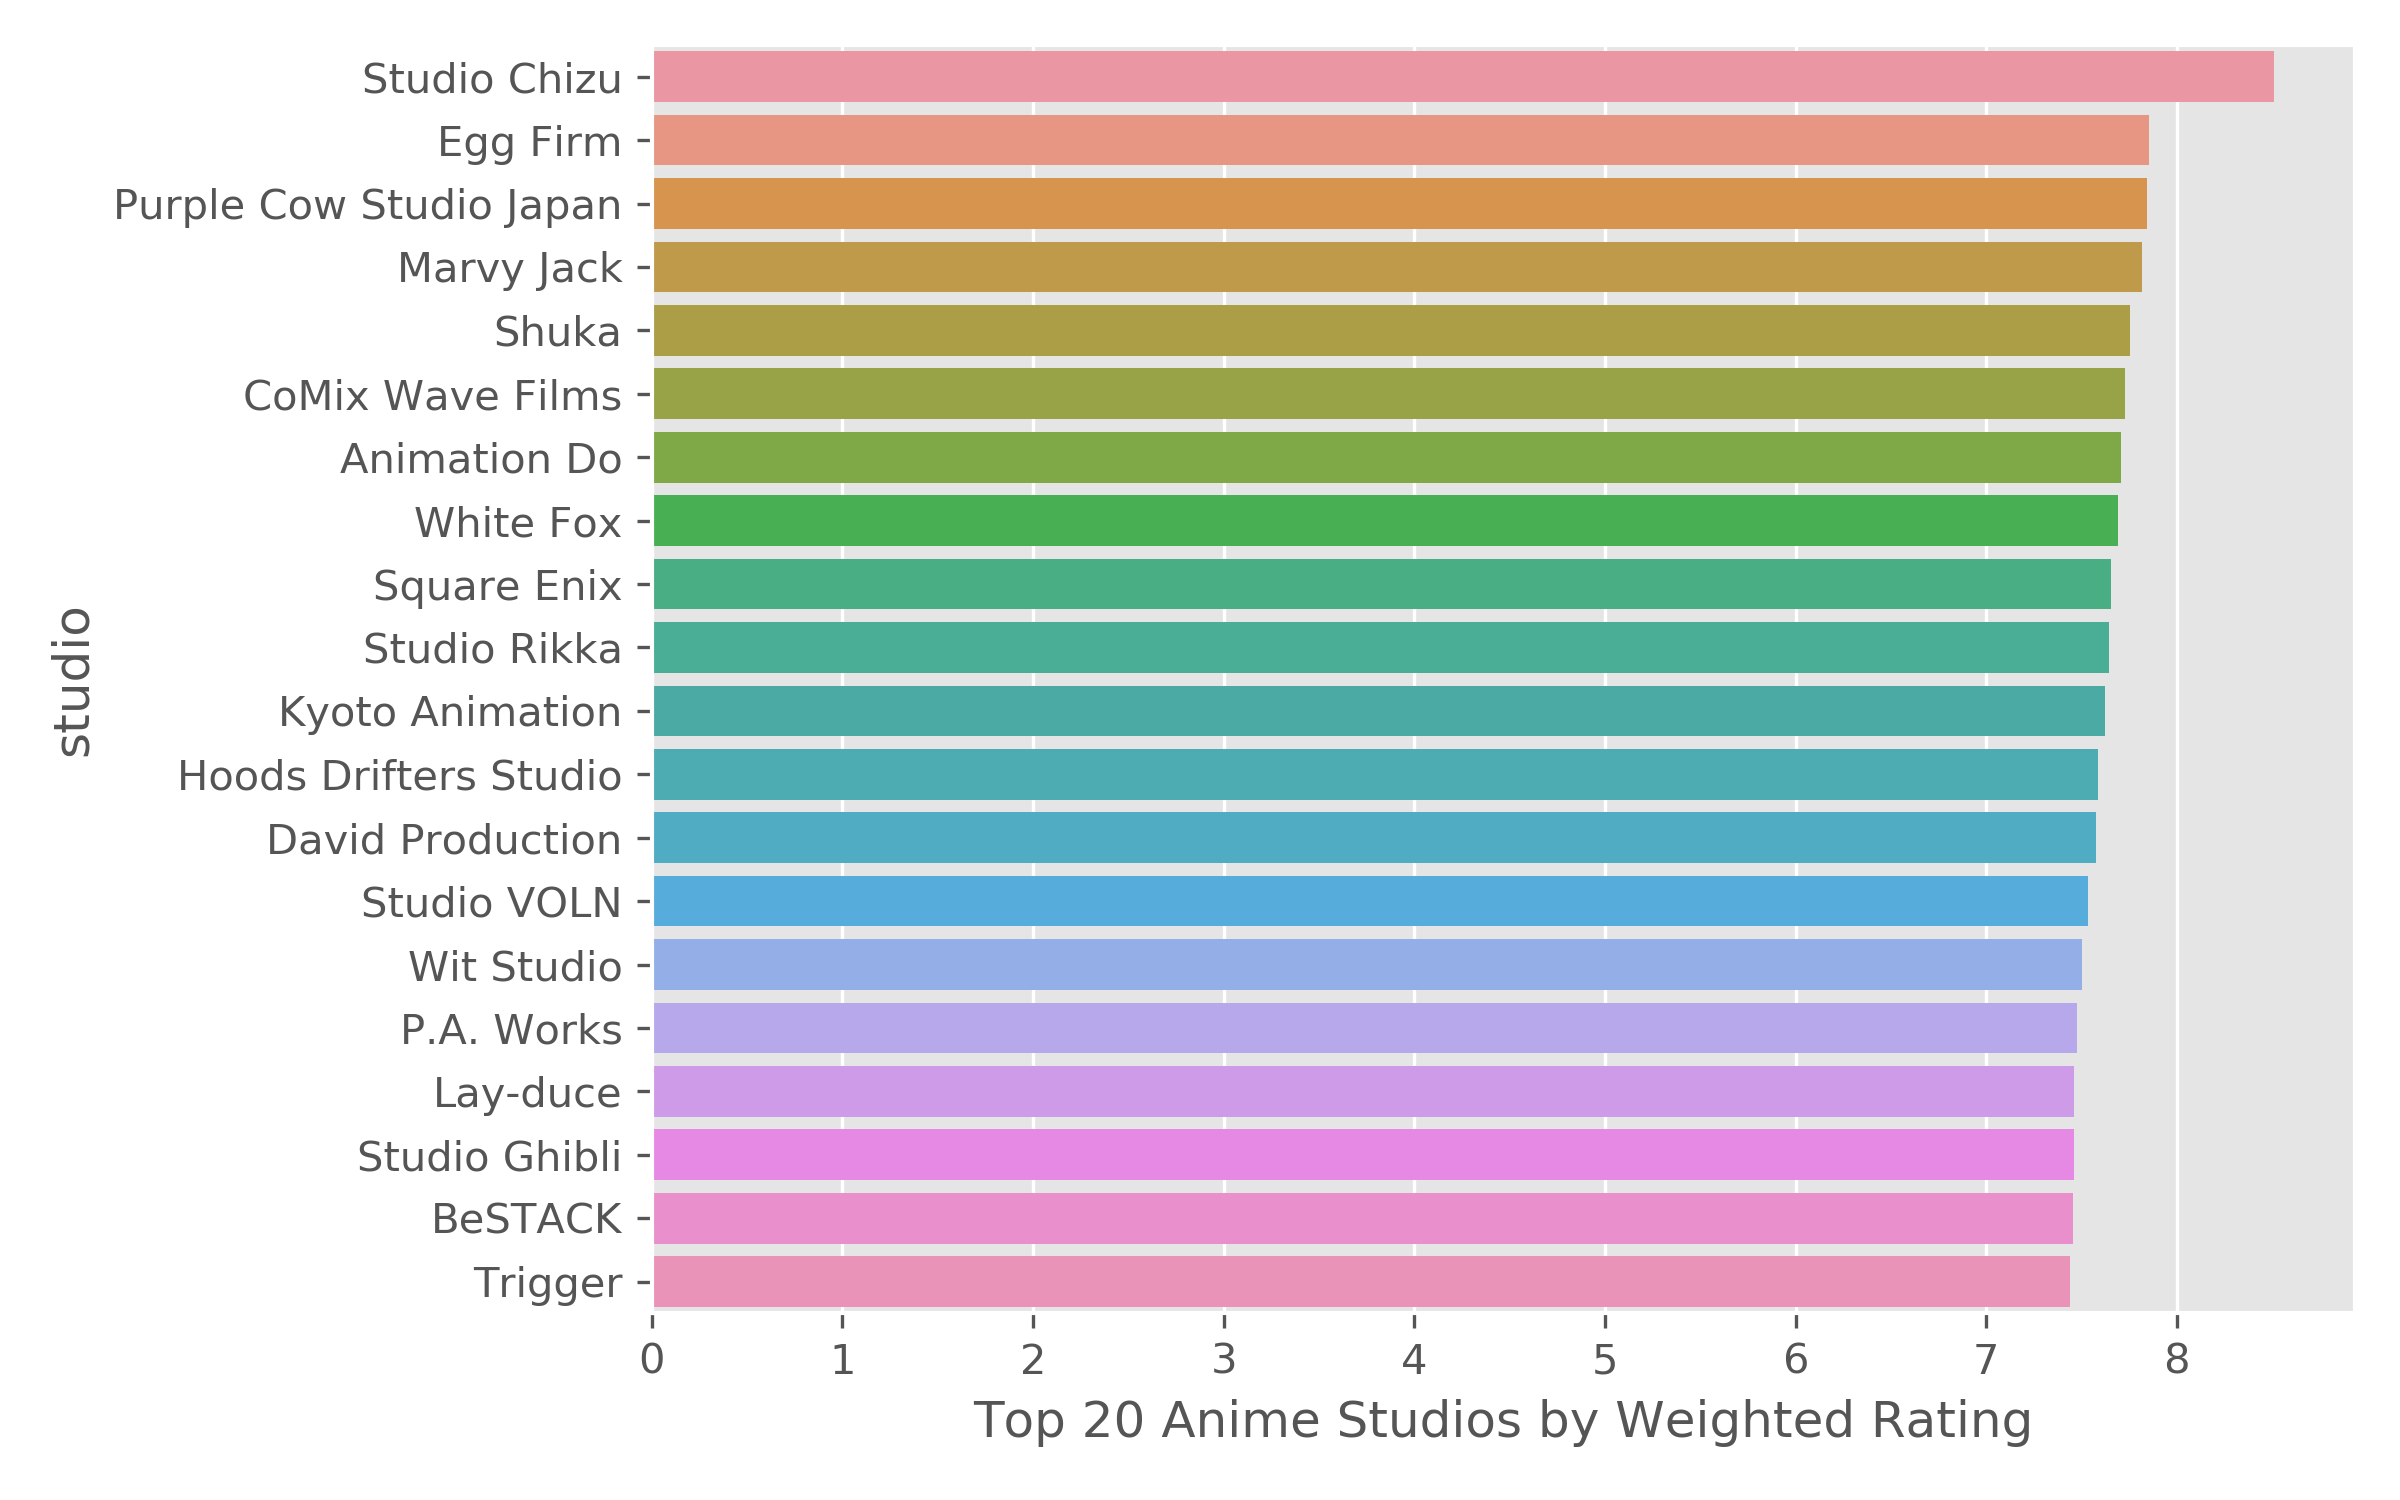 Studio Chizu
Egg Firm
Purple Cow Studio Japan
Marvy Jack
Shuka
CoMix Wave Films
Animation Do
White Fox
Square Enix
Studio Rikka
Kyoto Animation
Hoods Drifters Studio
David Production
Studio VOLN
Wit Studio
P.A. Works
Lay-duce
Studio Ghibli
BeSTACK
Trigger
studio
0 1 2 3 4 5 6 7 8
Top 20 Anime Studios by Weighted Rating